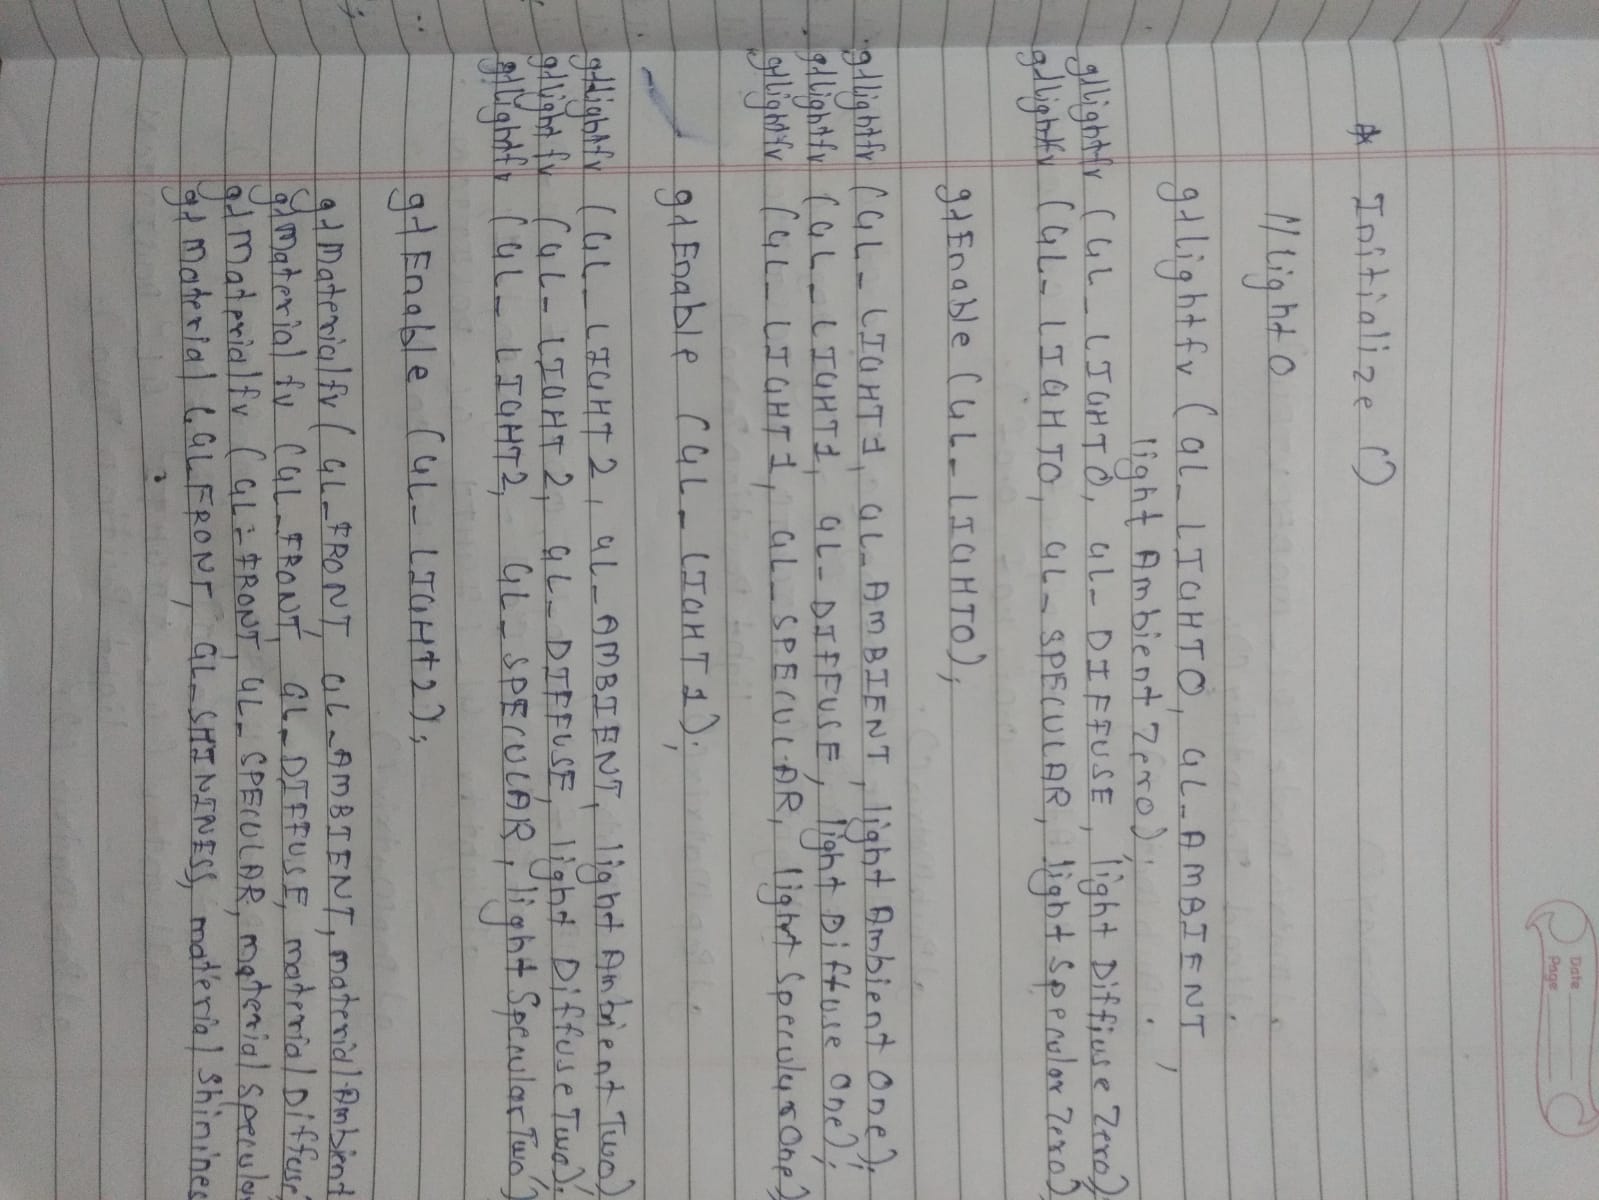 Date
Page
* Initialize ()
// Light 0
glLightfv (GL_LIGHT0, GL_AMBIENT,
light Ambient Zero);
glLightfv (GL_LIGHT0, GL_DIFFUSE, light Diffiuse Zero);
glLightfv (GL_LIGHT0, GL_SPECULAR, light Specular Zero)
glEnable (GL_LIGHT0);
glLightfv (GL_LIGHT1, GL_AMBIENT, light Ambient One);
glLightfv (GL_LIGHT1, GL_DIFFUSE, light Diffuse One);
glLightfv (GL_LIGHT1, GL_SPECULAR, light Specular One)
glEnable (GL_LIGHT1);
glLightfv (GL_LIGHT2, GL_AMBIENT, light Ambient Two)
glLight fv (GL_LIGHT2, GL_DIFFUSE, light Diffuse Two);
glLightfv (GL_LIGHT2, GL_SPECULAR, light Specular Two)
glEnable (GL_LIGHT2);
glMaterialfv (GL_FRONT, GL_AMBIENT, material Ambient
glMaterial fv (GL_FRONT, GL_DIFFUSE, material Diffuse
glMaterialfv (GL_FRONT, GL_SPECULAR, material Specular
glMaterial (GL FRONT, GL_SHININESS, material Shinines